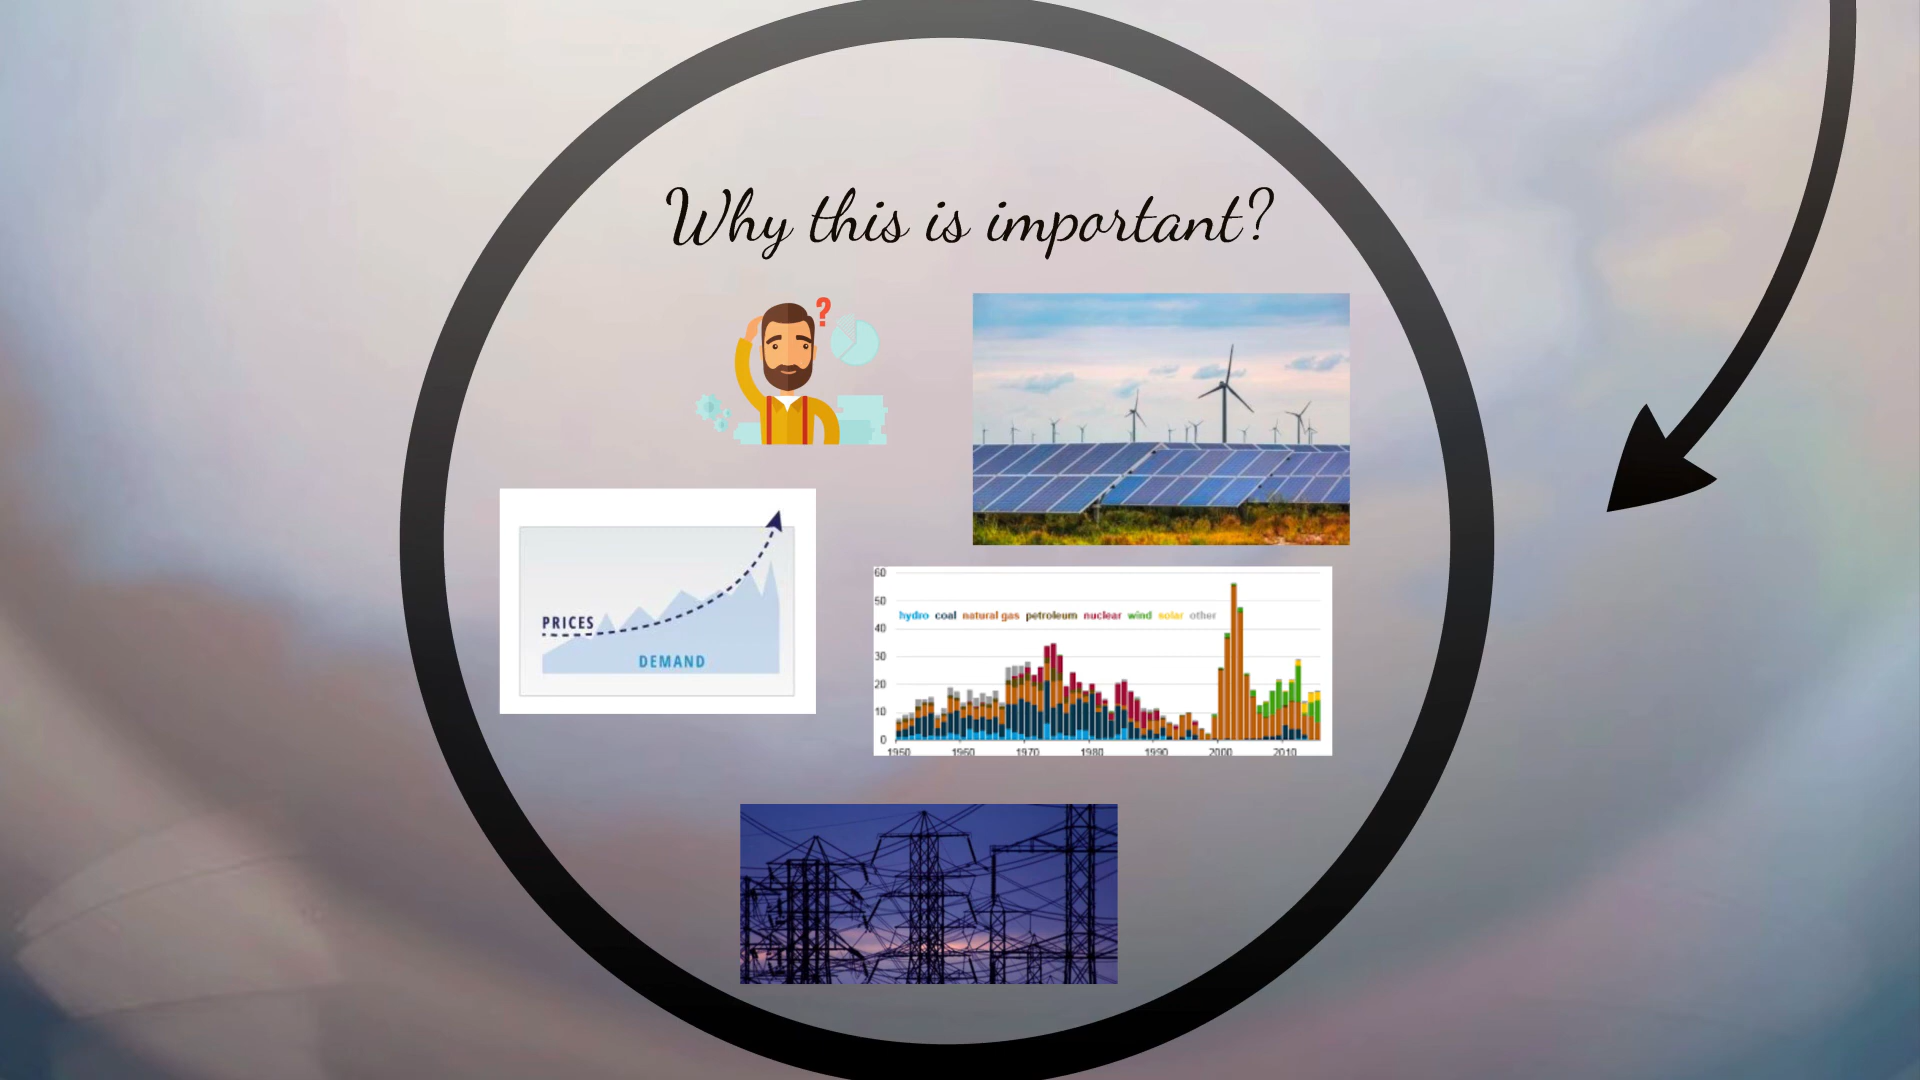 Why this is important?
?
PRICES
DEMAND
60
50
hydro coal natural gas petroleum nuclear wind solar other
40
30
20
10
0
1950 1960 1970 1980 1990 2000 2010